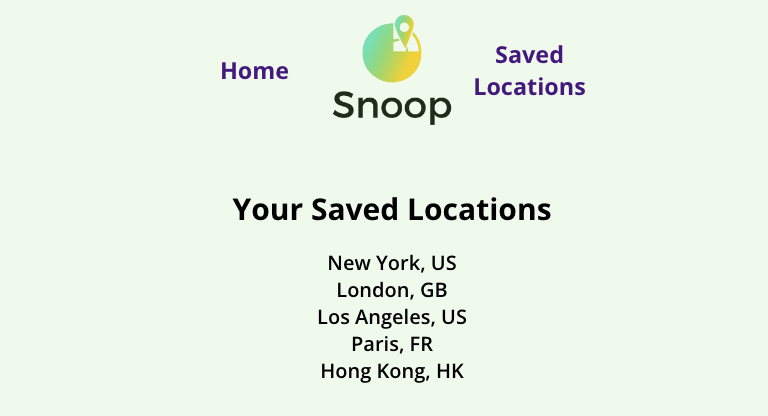 Home
Snoop
Saved
Locations
Your Saved Locations
New York, US
London, GB
Los Angeles, US
Paris, FR
Hong Kong, HK